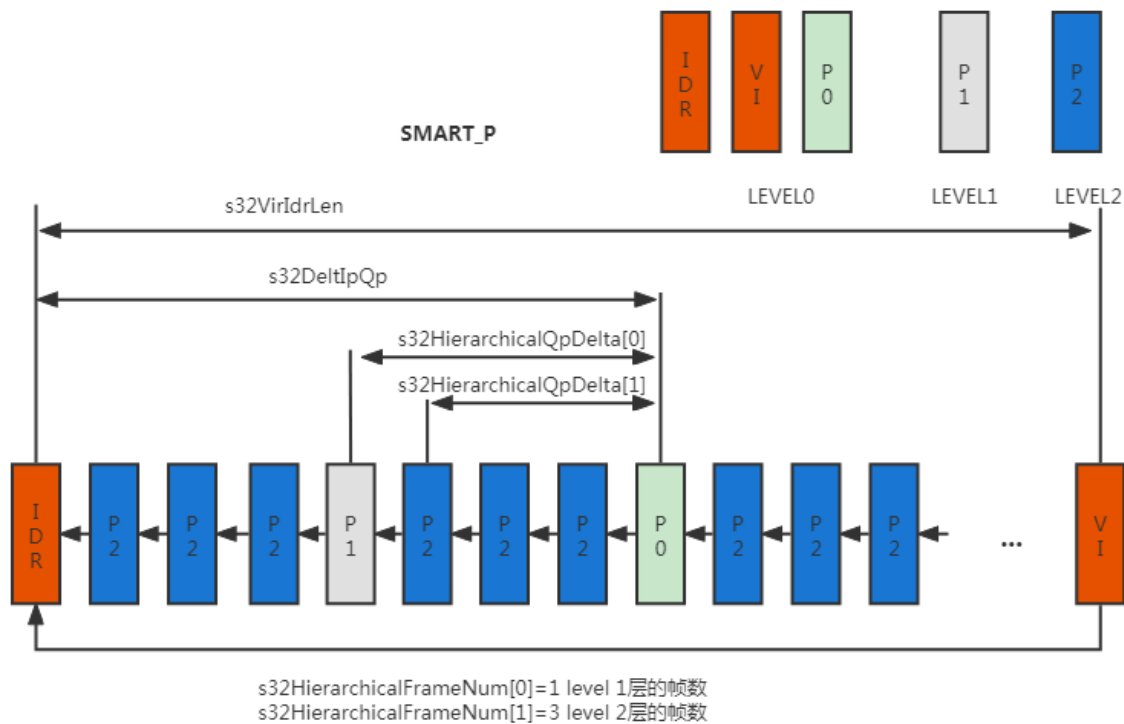 IDR VI P0 P1 P2
SMART_P
LEVEL0 LEVEL1 LEVEL2
s32VirIdrLen
s32DeltIpQp
s32HierarchicalQpDelta[0]
s32HierarchicalQpDelta[1]
IDR P2 P2 P2 P1 P2 P2 P2 P0 P2 P2 P2 ... VI
s32HierarchicalFrameNum[0]=1 level 1层的帧数
s32HierarchicalFrameNum[1]=3 level 2层的帧数